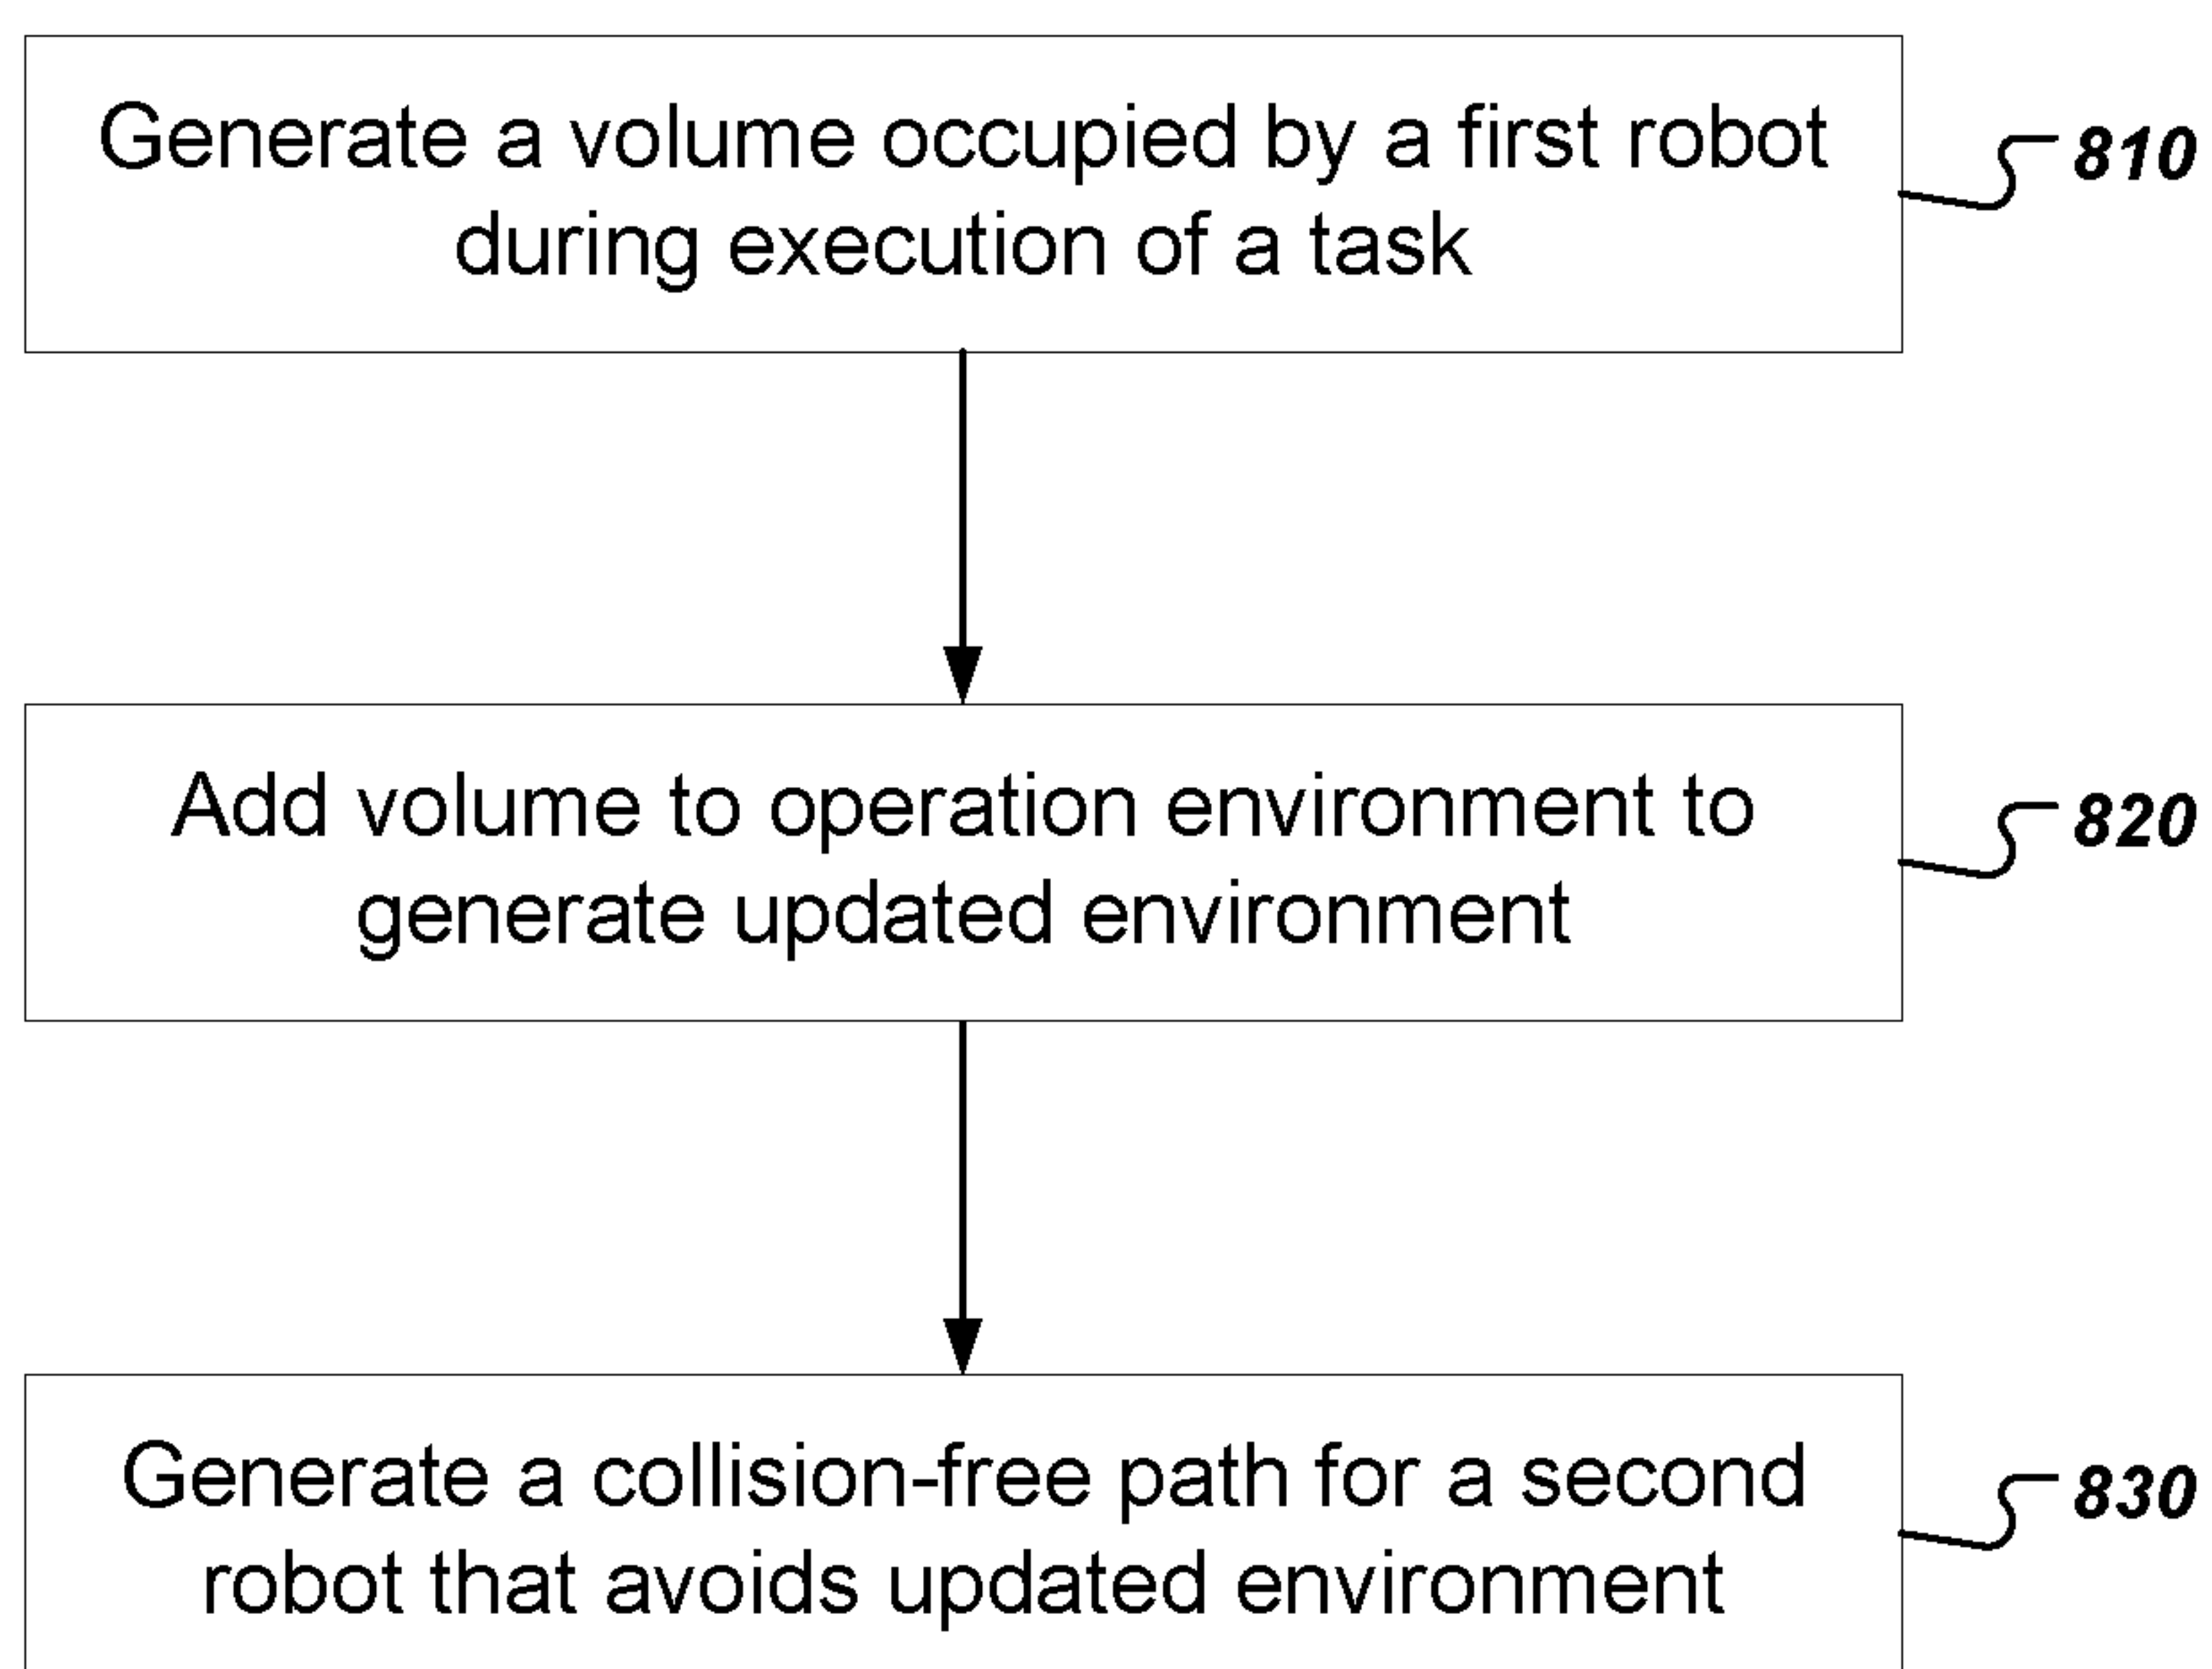 Generate a volume occupied by a first robot
during execution of a task
810
Add volume to operation environment to
generate updated environment
820
Generate a collision-free path for a second
robot that avoids updated environment
830